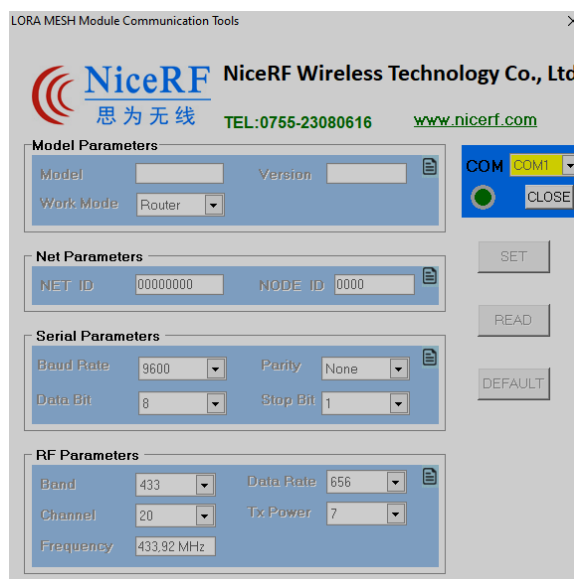 LORA MESH Module Communication Tools
NiceRF
思为无线
NiceRF Wireless Technology Co., Ltd
TEL:0755-23080616 www.nicerf.com
Model Parameters
Model Version
Work Mode Router
COM COM1
CLOSE
Net Parameters
NET ID 00000000 NODE ID 0000
SET
READ
DEFAULT
Serial Parameters
Baud Rate 9600 Parity None
Data Bit 8 Stop Bit 1
RF Parameters
Band 433 Data Rate 656
Channel 20 Tx Power 7
Frequency 433,92 MHz